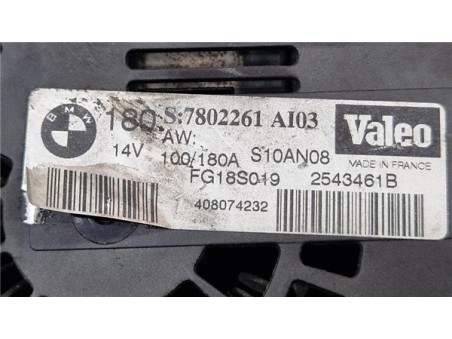 BMW
180 S:7802261 AI03 Valeo
AW:
14V 100/180A S10AN08 MADE IN FRANCE
FG18S019 2543461B
408074232